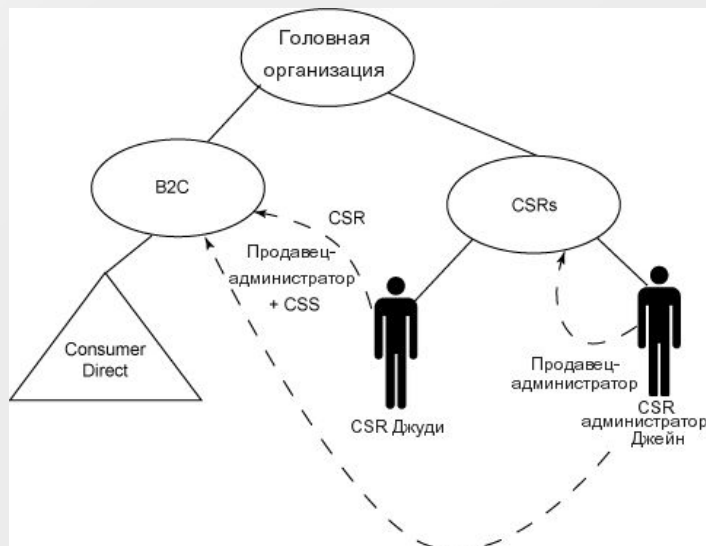 Головная
организация
B2C
CSRs
CSR
Продавец-
администратор
+ CSS
Consumer
Direct
Продавец-
администратор
CSR Джуди
CSR
администратор
Джейн